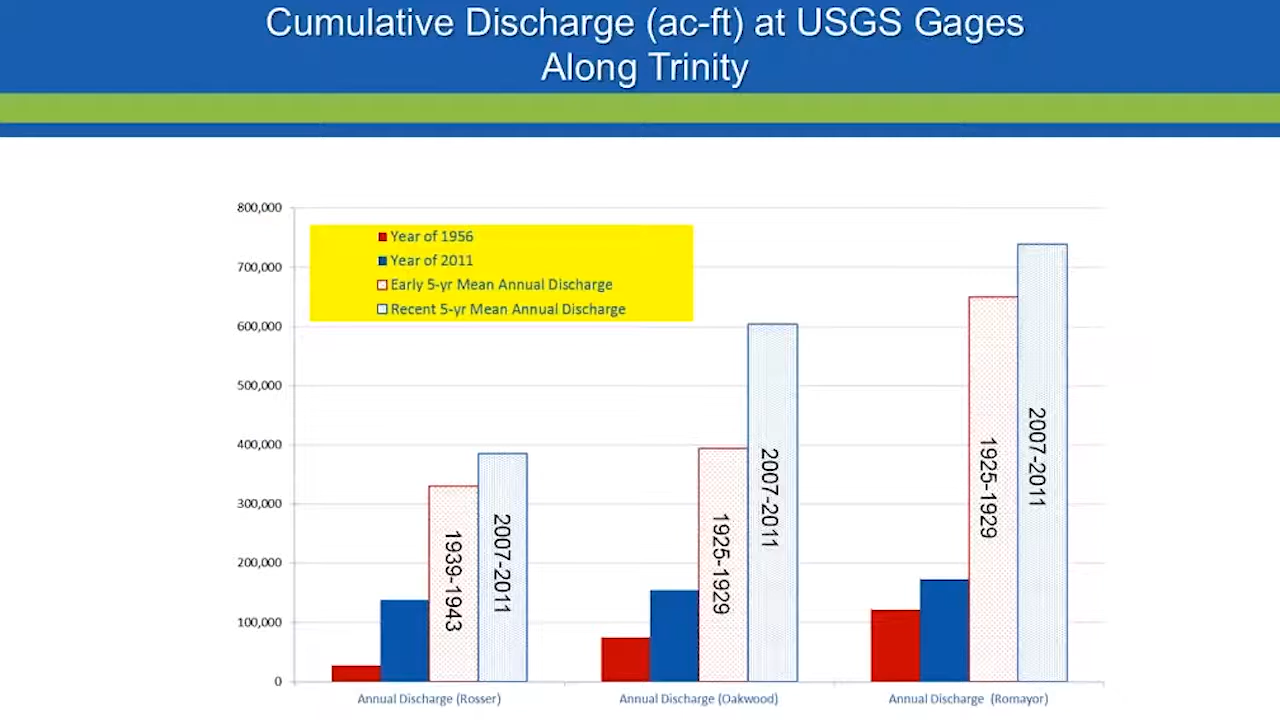 Cumulative Discharge (ac-ft) at USGS Gages
Along Trinity
800,000
700,000
600,000
500,000
400,000
300,000
200,000
100,000
0
Year of 1956
Year of 2011
Early 5-yr Mean Annual Discharge
Recent 5-yr Mean Annual Discharge
1939-1943
2007-2011
1925-1929
2007-2011
1925-1929
2007-2011
Annual Discharge (Rosser)
Annual Discharge (Oakwood)
Annual Discharge (Romayor)